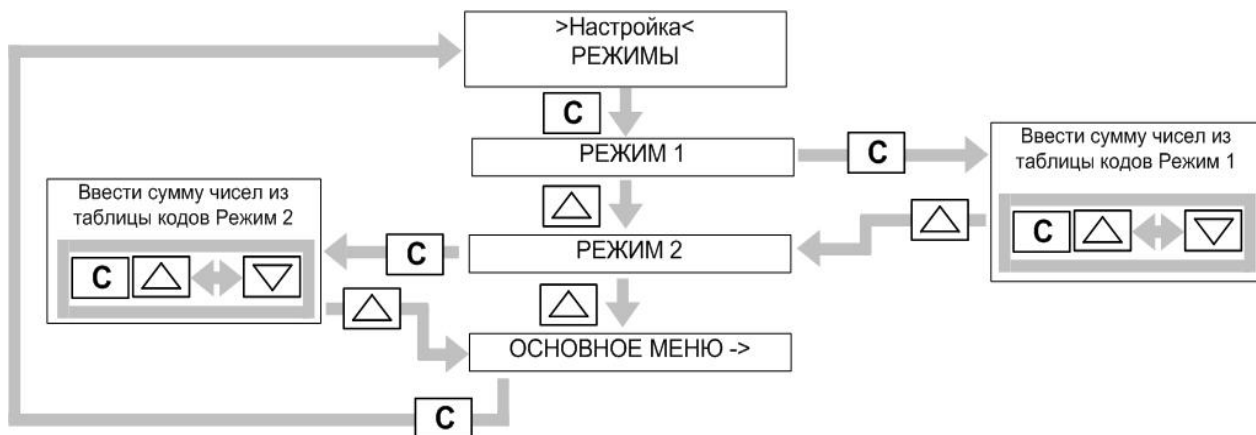 >Настройка<
РЕЖИМЫ
C
РЕЖИМ 1
C
Ввести сумму чисел из
таблицы кодов Режим 1
C
Ввести сумму чисел из
таблицы кодов Режим 2
C
C
РЕЖИМ 2
ОСНОВНОЕ МЕНЮ ->
C